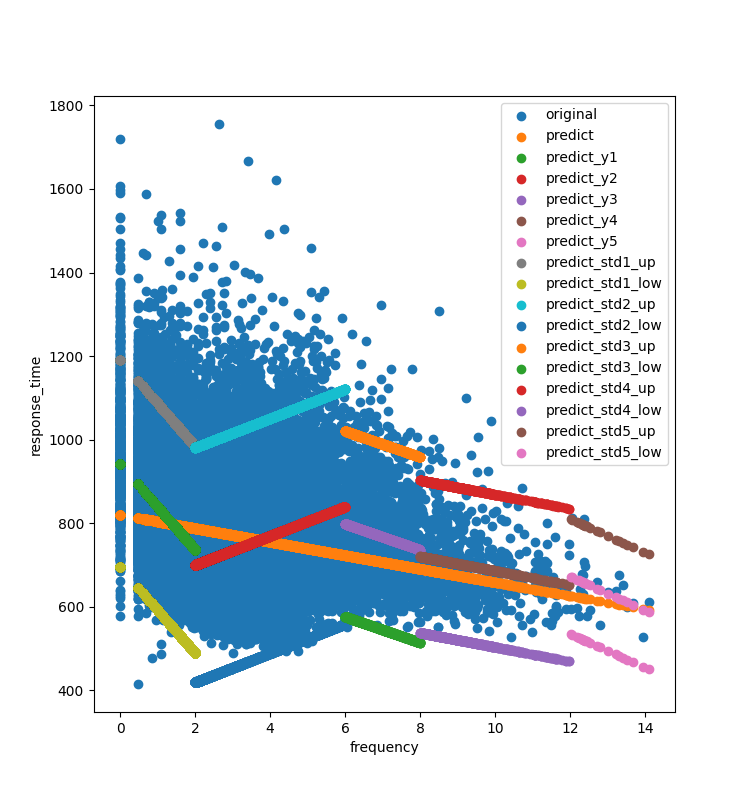 1800
1600
1400
1200
1000
800
600
400
response_time
0
2
4
6
8
10
12
14
frequency
original
predict
predict_y1
predict_y2
predict_y3
predict_y4
predict_y5
predict_std1_up
predict_std1_low
predict_std2_up
predict_std2_low
predict_std3_up
predict_std3_low
predict_std4_up
predict_std4_low
predict_std5_up
predict_std5_low